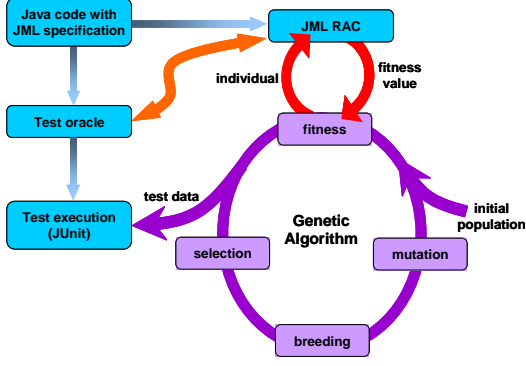 Java code with
JML specification
JML RAC
individual
fitness
value
Test oracle
fitness
test data
Test execution
(JUnit)
Genetic
Algorithm
initial
population
selection
mutation
breeding